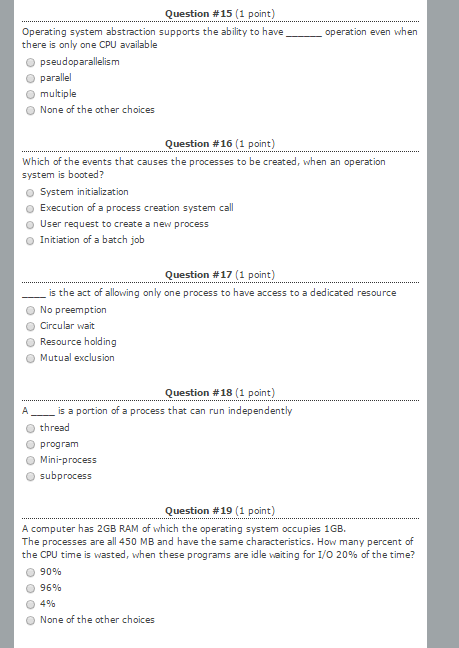 Question #15 (1 point)
Operating system abstraction supports the ability to have _______ operation even when
there is only one CPU available
pseudoparallelism
parallel
multiple
None of the other choices
Question #16 (1 point)
Which of the events that causes the processes to be created, when an operation
system is booted?
System initialization
Execution of a process creation system call
User request to create a new process
Initiation of a batch job
Question #17 (1 point)
_____ is the act of allowing only one process to have access to a dedicated resource
No preemption
Circular wait
Resource holding
Mutual exclusion
Question #18 (1 point)
A _____ is a portion of a process that can run independently
thread
program
Mini-process
subprocess
Question #19 (1 point)
A computer has 2GB RAM of which the operating system occupies 1GB.
The processes are all 450 MB and have the same characteristics. How many percent of
the CPU time is wasted, when these programs are idle waiting for I/O 20% of the time?
90%
96%
4%
None of the other choices